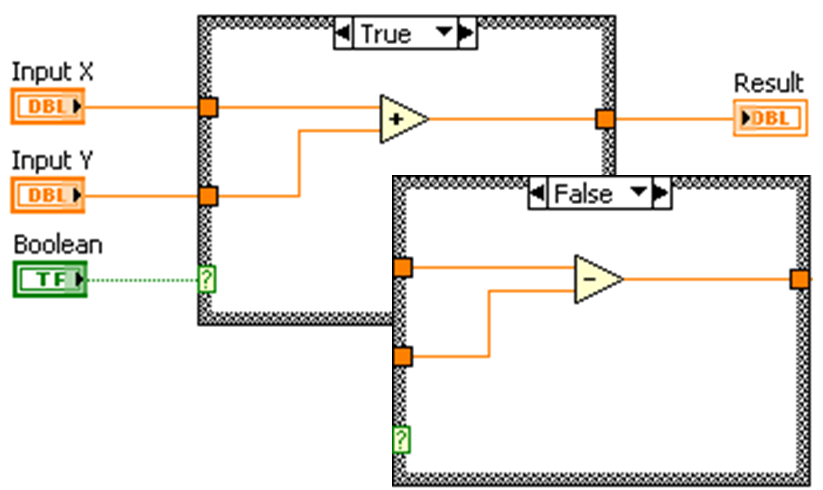 True
Input X
DBL
+
Result
DBL
Input Y
DBL
False
Boolean
TF
?
-
?